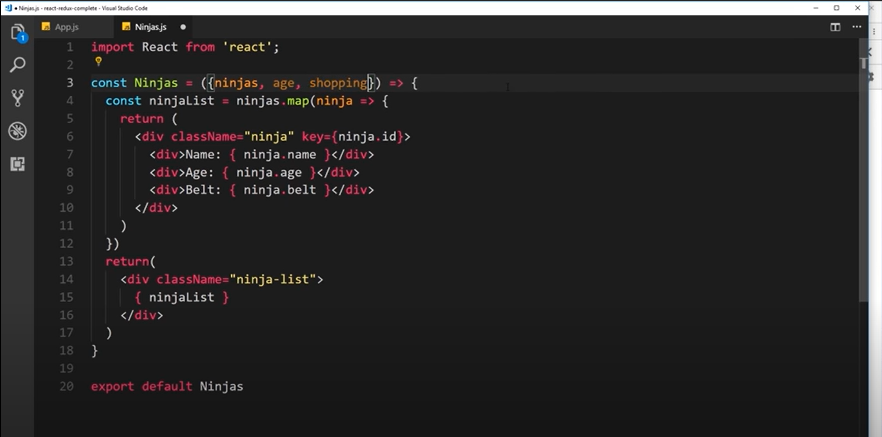 Ninjas.js - react-redux-complete - Visual Studio Code
App.js Ninjas.js
1
1 import React from 'react';
2
3 const Ninjas = ({ninjas, age, shopping}) => {
4 const ninjaList = ninjas.map(ninja => {
5 return (
6 <div className="ninja" key={ninja.id}>
7 <div>Name: { ninja.name }</div>
8 <div>Age: { ninja.age }</div>
9 <div>Belt: { ninja.belt }</div>
10 </div>
11 )
12 })
13 return(
14 <div className="ninja-list">
15 { ninjaList }
16 </div>
17 )
18 }
19
20 export default Ninjas